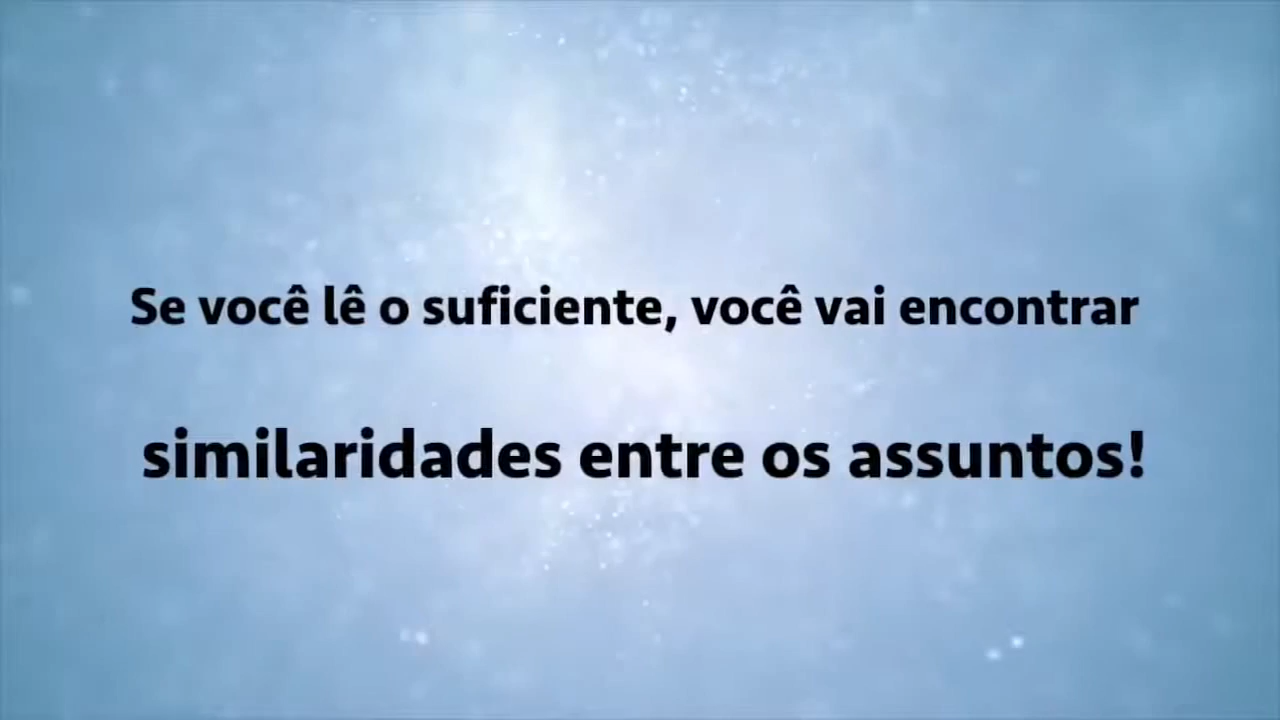 Se você lê o suficiente, você vai encontrar
similaridades entre os assuntos!